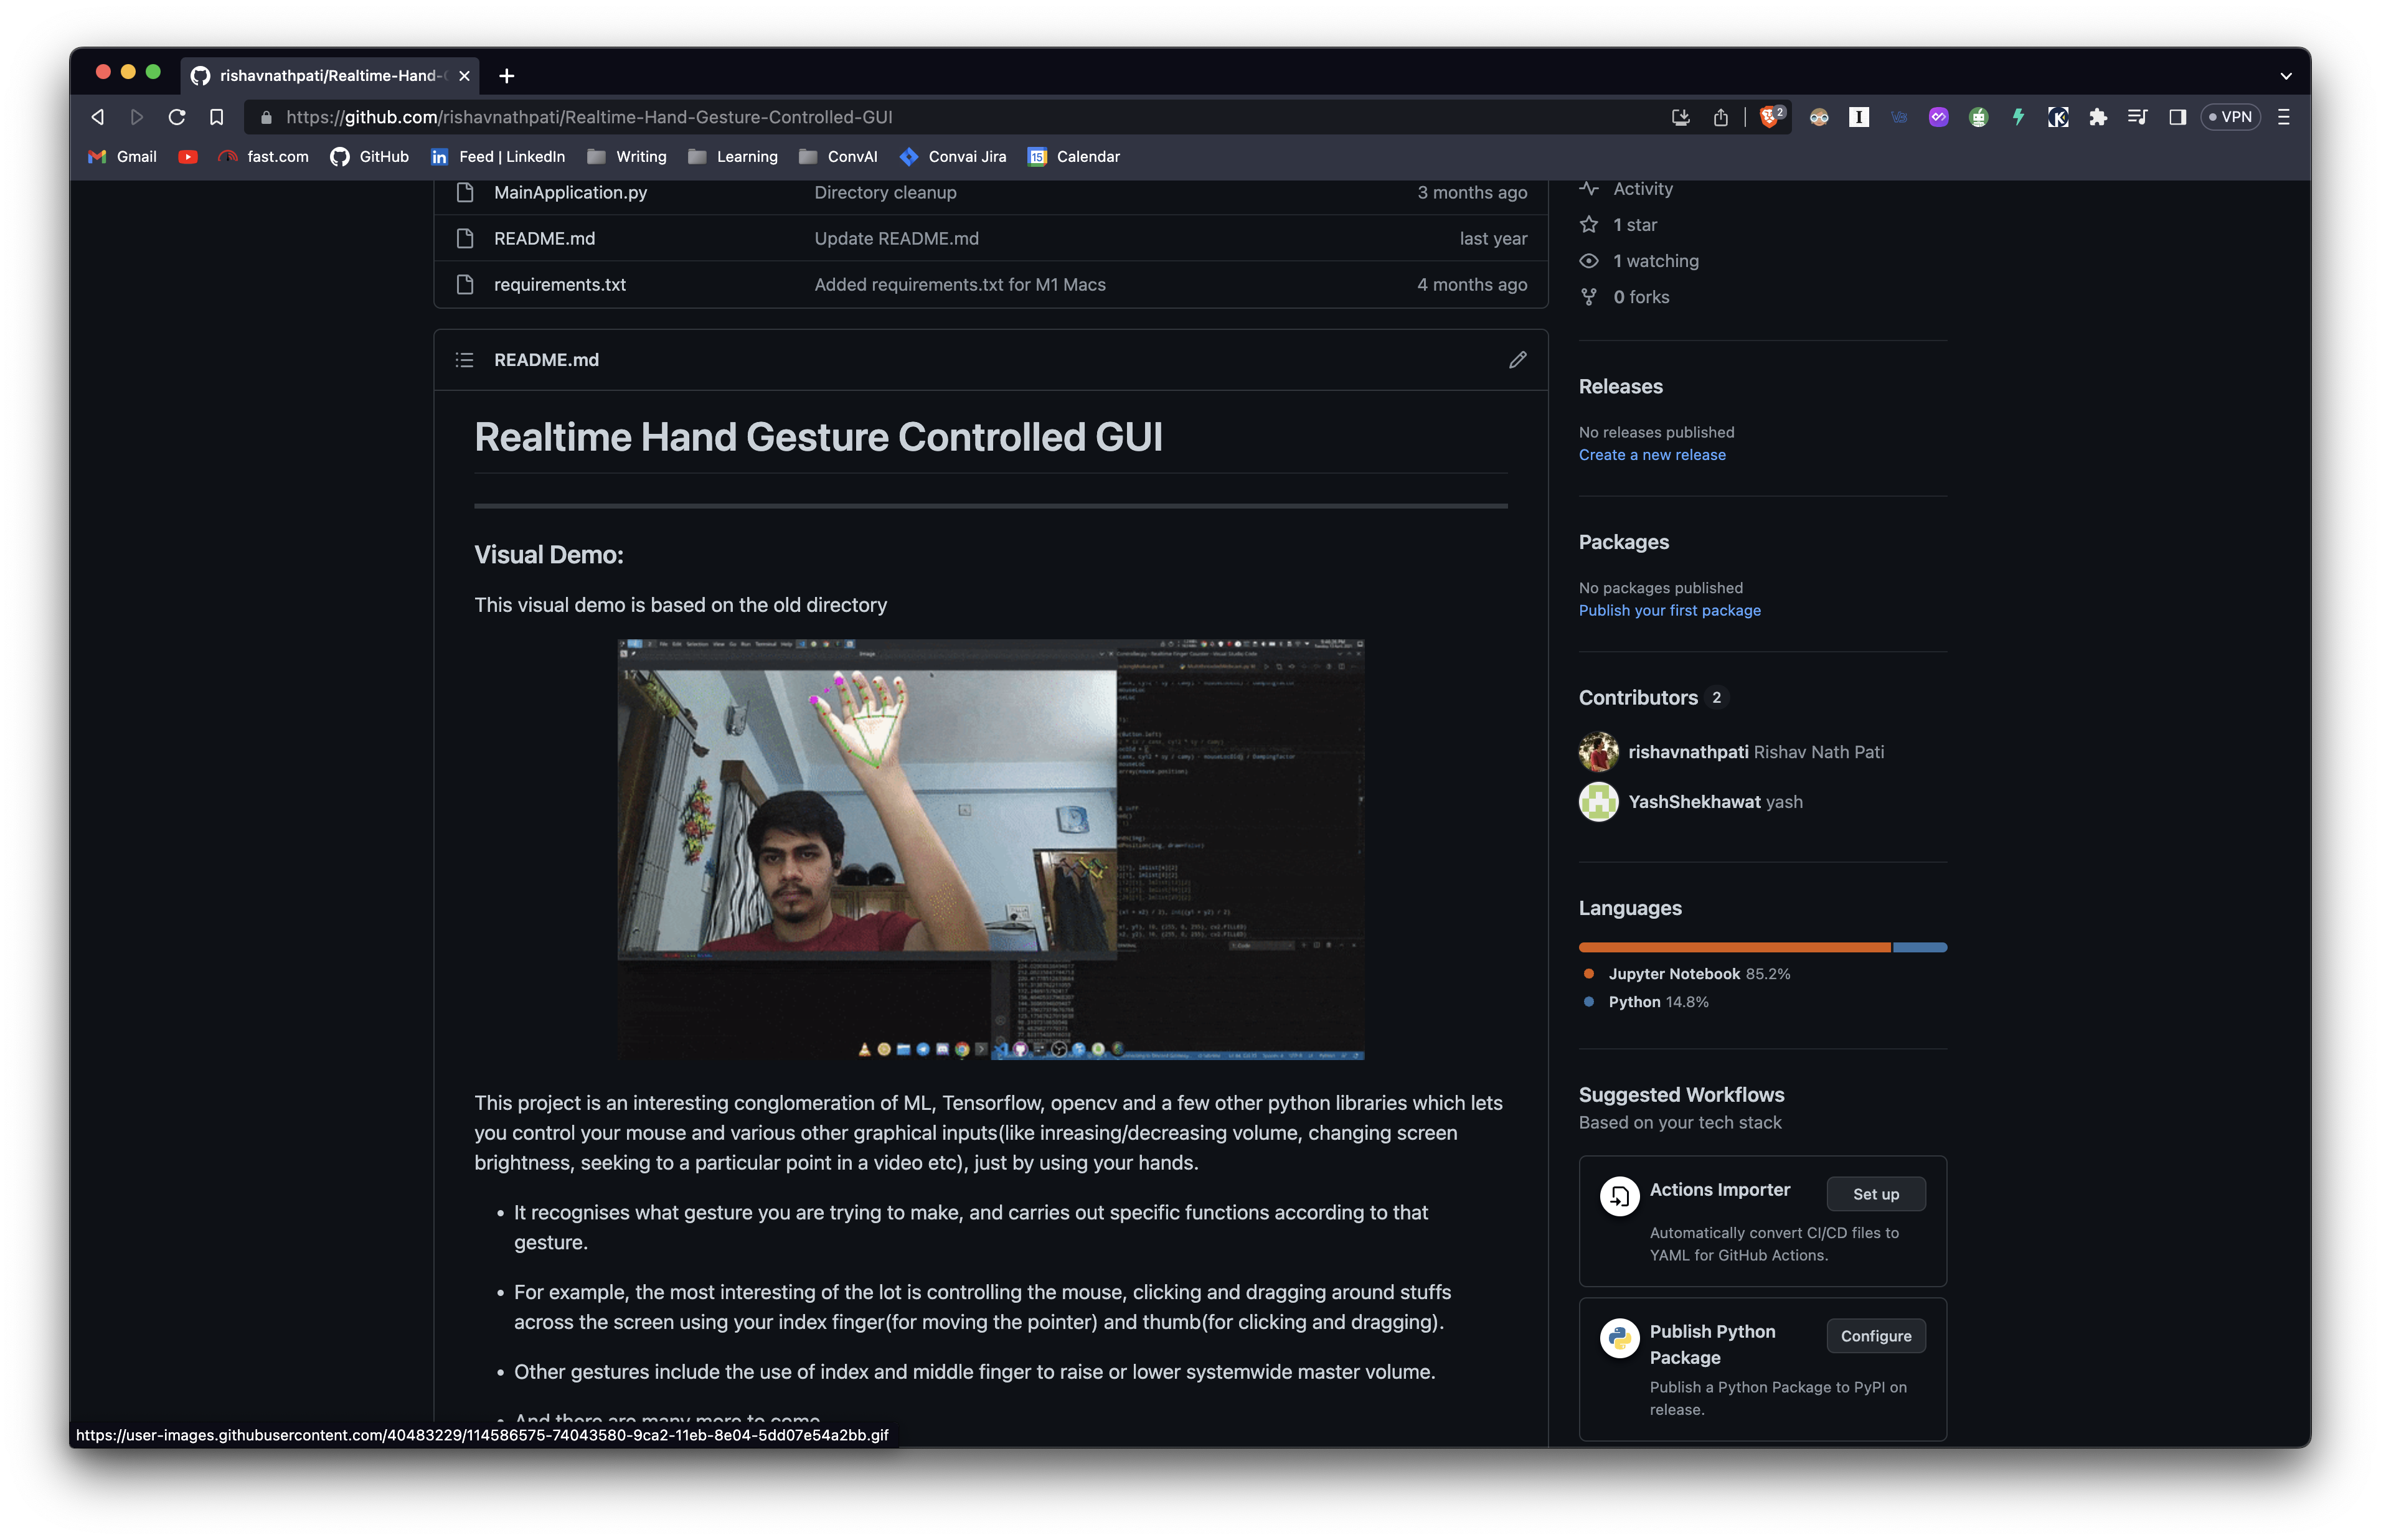 rishavnathpati/Realtime-Hand-
https://github.com/rishavnathpati/Realtime-Hand-Gesture-Controlled-GUI
2
VPN
Gmail
fast.com
GitHub
Feed | LinkedIn
Writing
Learning
ConvAI
Convai Jira
15
Calendar
MainApplication.py Directory cleanup 3 months ago
README.md Update README.md last year
requirements.txt Added requirements.txt for M1 Macs 4 months ago
README.md
Realtime Hand Gesture Controlled GUI
Visual Demo:
This visual demo is based on the old directory
This project is an interesting conglomeration of ML, Tensorflow, opencv and a few other python libraries which lets
you control your mouse and various other graphical inputs(like inreasing/decreasing volume, changing screen
brightness, seeking to a particular point in a video etc), just by using your hands.
• It recognises what gesture you are trying to make, and carries out specific functions according to that
gesture.
• For example, the most interesting of the lot is controlling the mouse, clicking and dragging around stuffs
across the screen using your index finger(for moving the pointer) and thumb(for clicking and dragging).
• Other gestures include the use of index and middle finger to raise or lower systemwide master volume.
• And there are many more to come
https://user-images.githubusercontent.com/40483229/114586575-74043580-9ca2-11eb-8e04-5dd07e54a2bb.gif
Activity
1 star
1 watching
0 forks
Releases
No releases published
Create a new release
Packages
No packages published
Publish your first package
Contributors 2
rishavnathpati Rishav Nath Pati
YashShekhawat yash
Languages
Jupyter Notebook 85.2%
Python 14.8%
Suggested Workflows
Based on your tech stack
Actions Importer
Set up
Automatically convert CI/CD files to
YAML for GitHub Actions.
Publish Python
Package
Configure
Publish a Python Package to PyPI on
release.